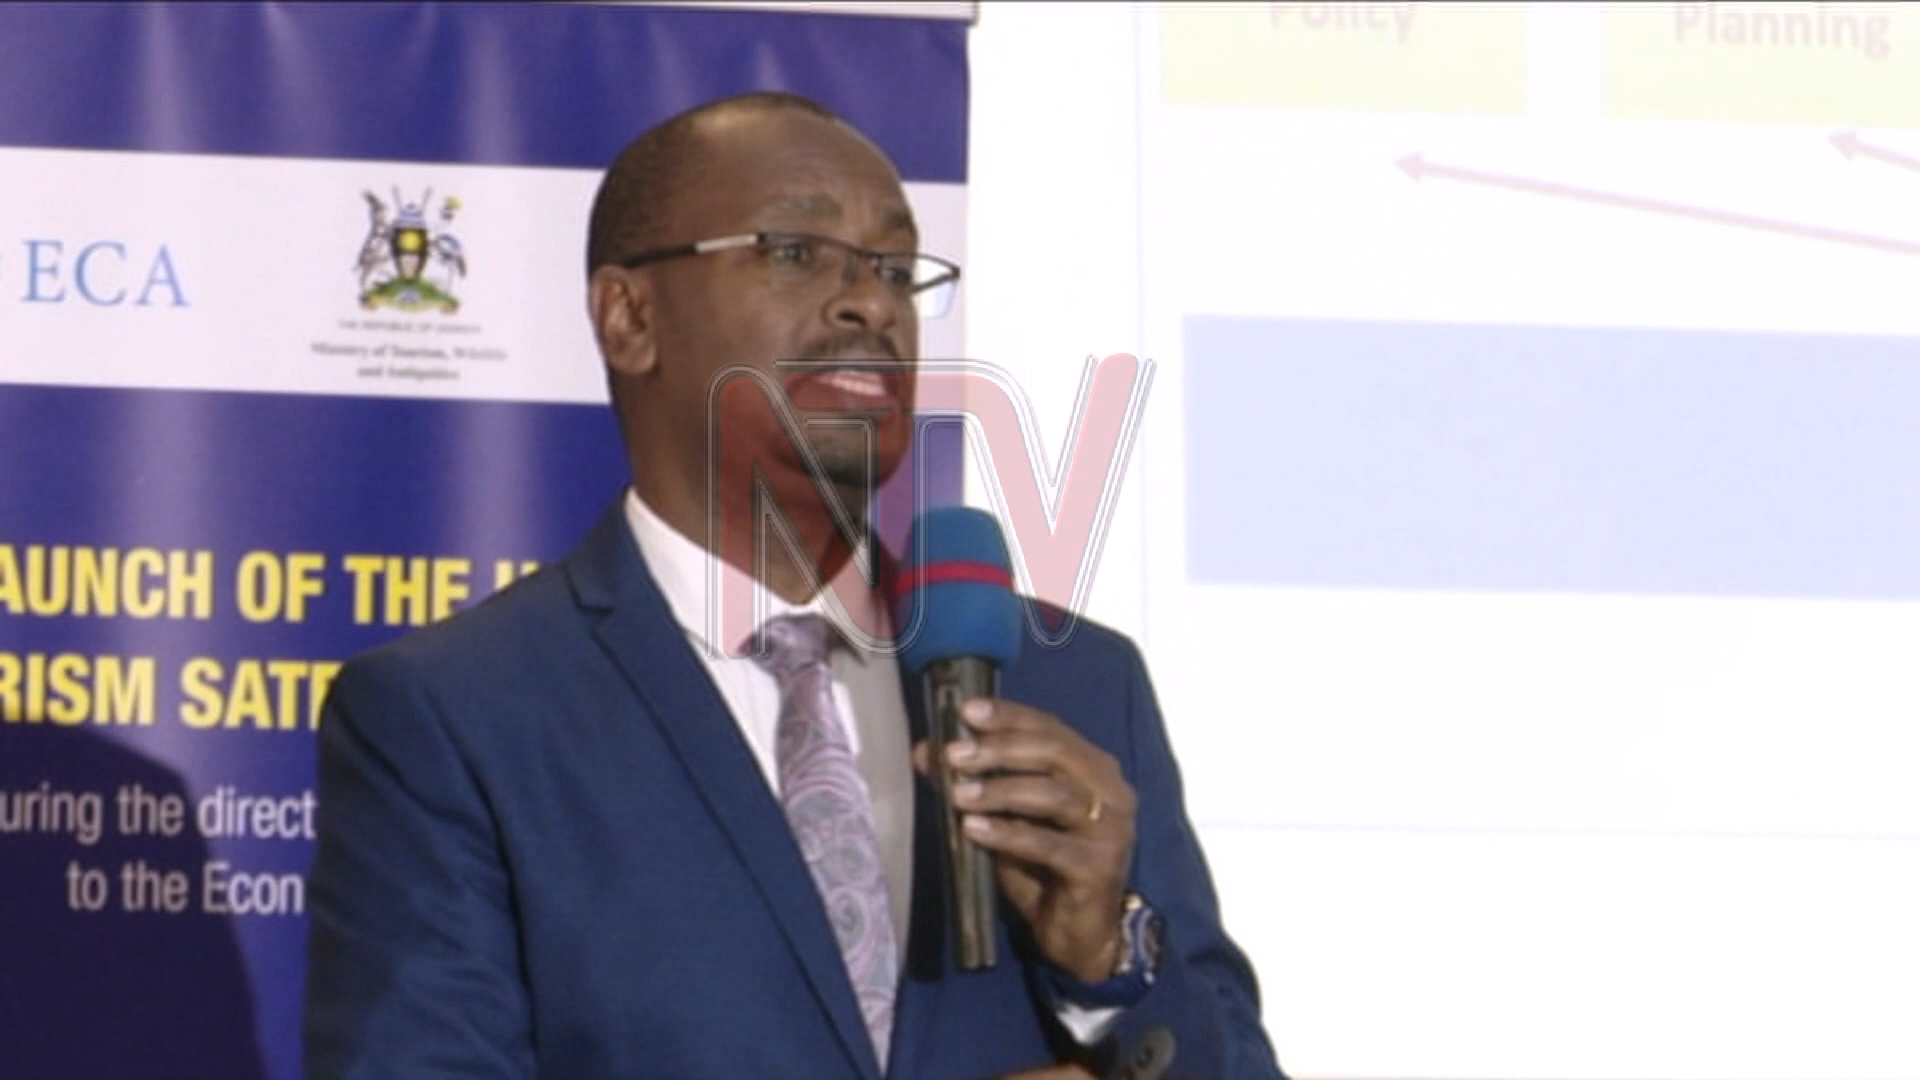 Policy
Planning
ECA
THE REPUBLIC OF UGANDA
Ministry of Tourism, Wildlife
and Antiquities
NTV
AUNCH OF THE U
RISM SATE
uring the direct
to the Econ